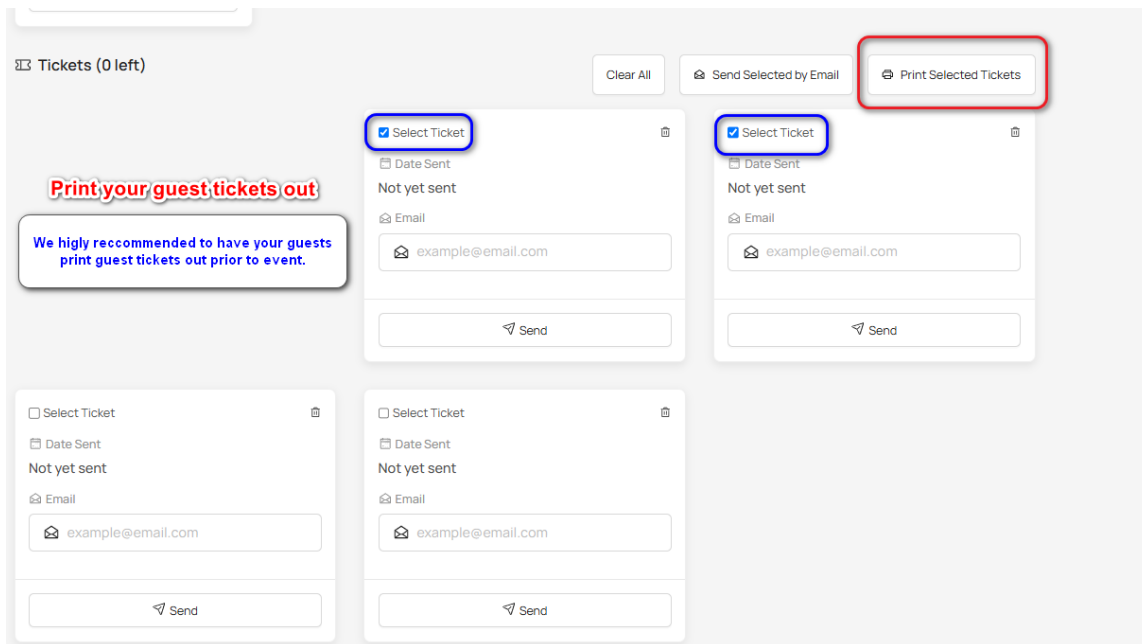 Tickets (0 left)
Clear All
Send Selected by Email
Print Selected Tickets
Select Ticket
Date Sent
Not yet sent
Email
example@email.com
Send
Select Ticket
Date Sent
Not yet sent
Email
example@email.com
Send
Print your guest tickets out
We higly reccommended to have your guests
print guest tickets out prior to event.
Select Ticket
Date Sent
Not yet sent
Email
example@email.com
Send
Select Ticket
Date Sent
Not yet sent
Email
example@email.com
Send